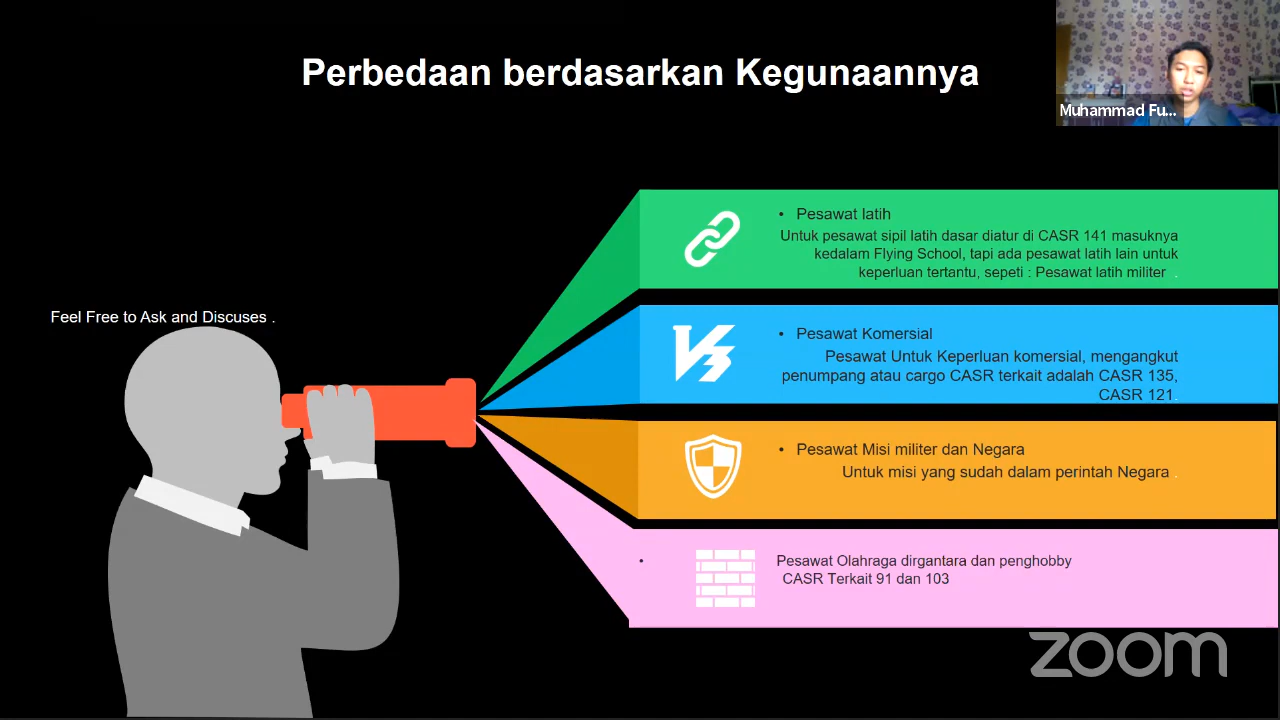 Perbedaan berdasarkan Kegunaannya
Muhammad Fu...
• Pesawat latih
Untuk pesawat sipil latih dasar diatur di CASR 141 masuknya
kedalam Flying School, tapi ada pesawat latih lain untuk
keperluan tertantu, sepeti : Pesawat latih militer .
Feel Free to Ask and Discuses .
• Pesawat Komersial
Pesawat Untuk Keperluan komersial, mengangkut
penumpang atau cargo CASR terkait adalah CASR 135,
CASR 121.
• Pesawat Misi militer dan Negara
Untuk misi yang sudah dalam perintah Negara .
• Pesawat Olahraga dirgantara dan penghobby
CASR Terkait 91 dan 103
zoom